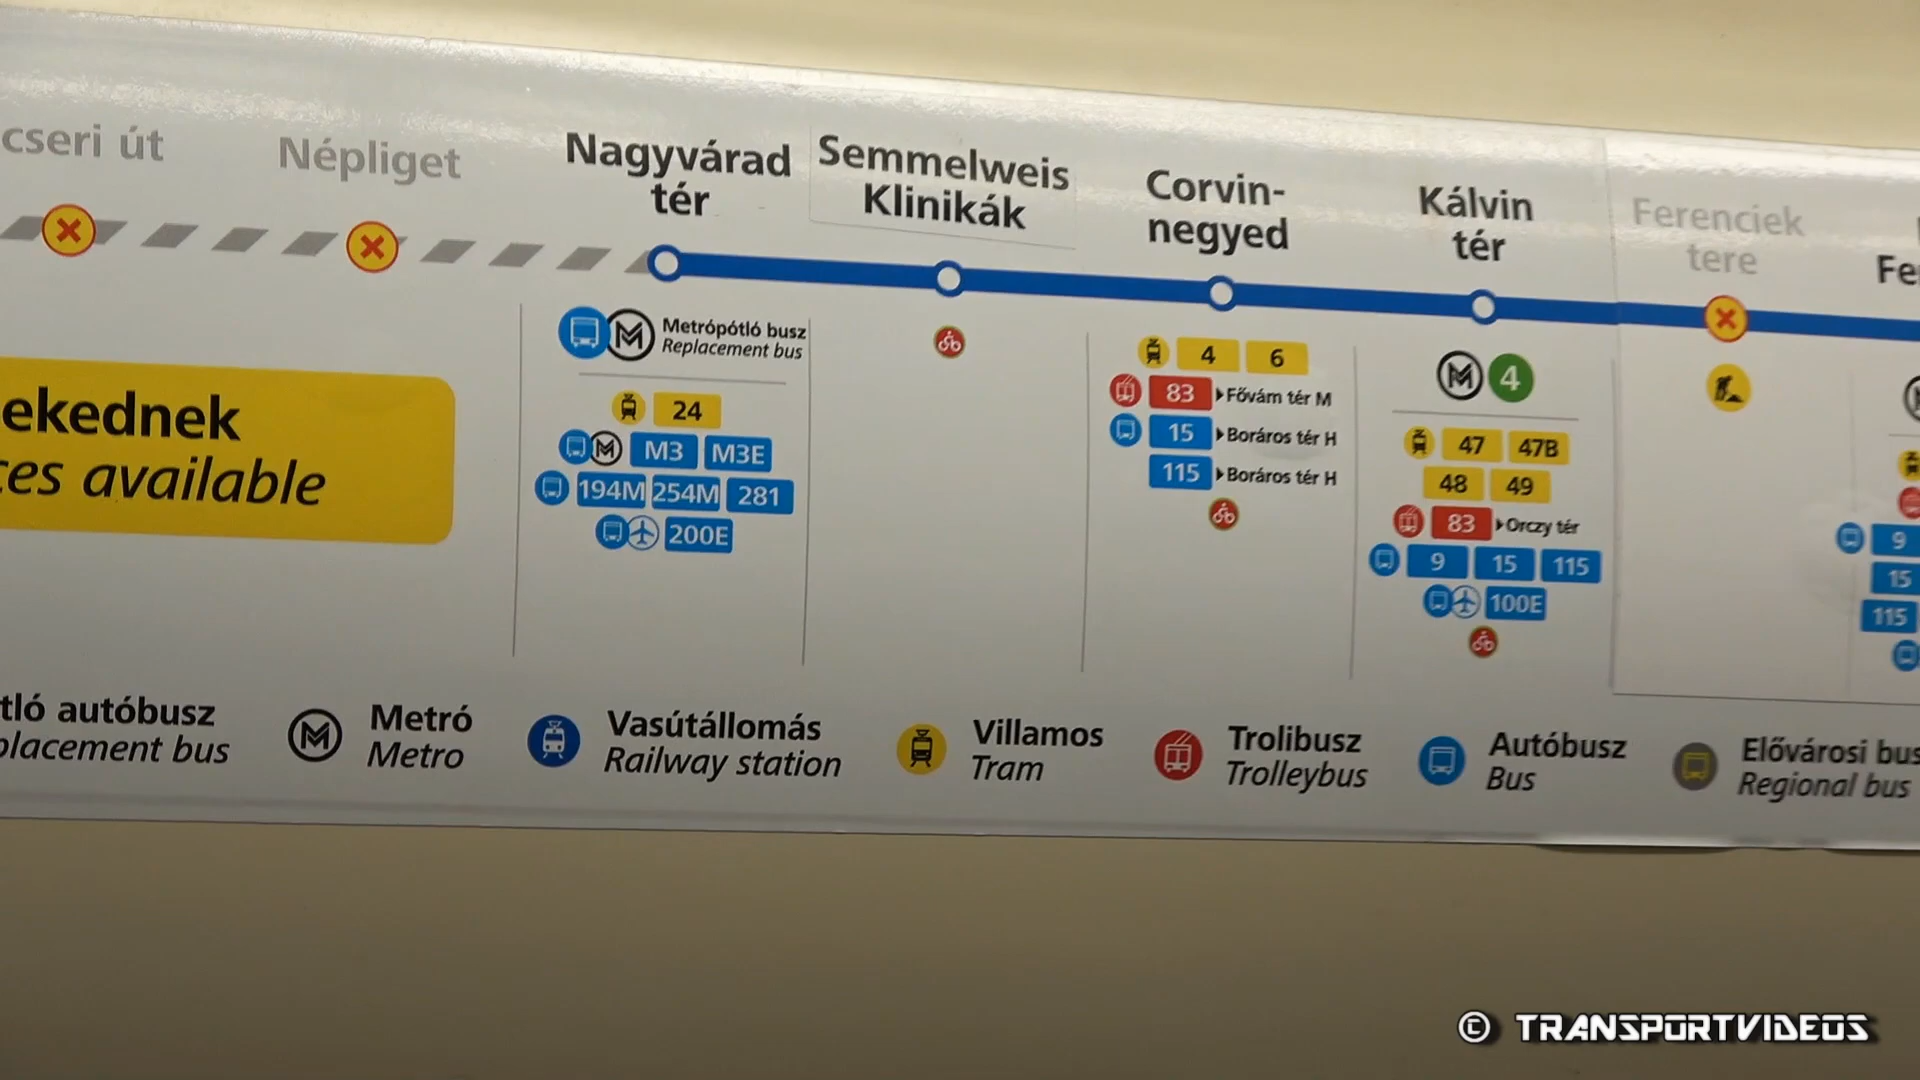 cseri út
Népliget
Nagyvárad
tér
Semmelweis
Klinikák
Corvin-
negyed
Kálvin
tér
Ferenciek
tere
Fe
ekednek
ces available
Metrópótló busz
Replacement bus
24
M3 M3E
194M 254M 281
200E
4 6
83 Fővám tér M
15 Boráros tér H
115 Boráros tér H
M 4
47 47B
48 49
83 Orczy tér
9 15 115
100E
9
15
115
tló autóbusz
placement bus
M
Metró
Metro
Vasútállomás
Railway station
Villamos
Tram
Trolibusz
Trolleybus
Autóbusz
Bus
Elővárosi bus
Regional bus
© TRANSPORTVIDEOS